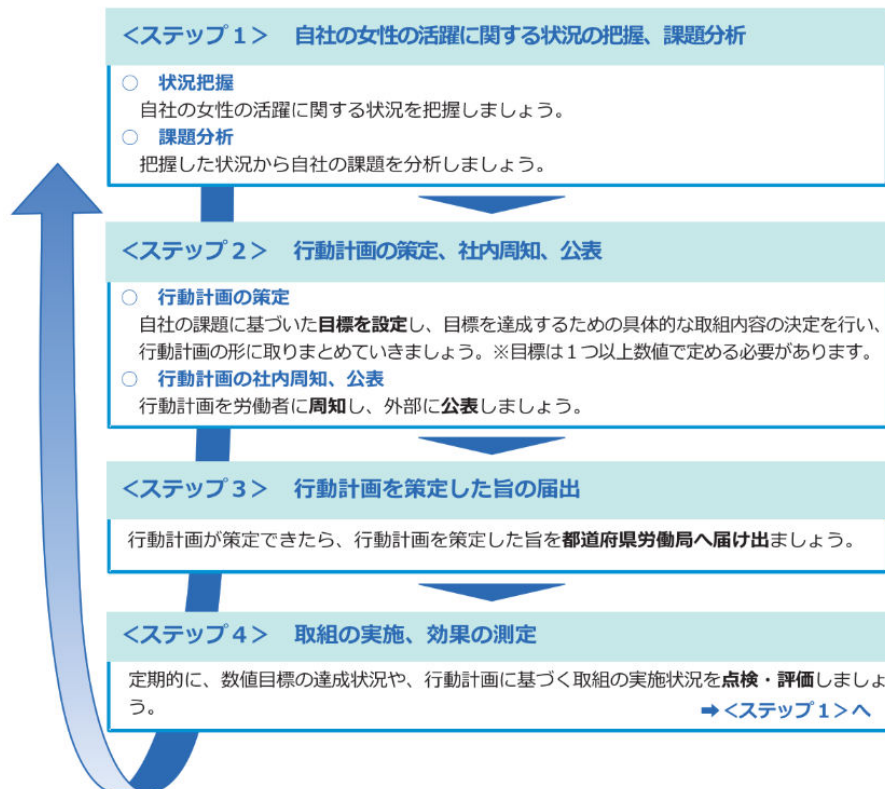 ＜ステップ１＞　自社の女性の活躍に関する状況の把握、課題分析
○　状況把握
自社の女性の活躍に関する状況を把握しましょう。
○　課題分析
把握した状況から自社の課題を分析しましょう。
＜ステップ２＞　行動計画の策定、社内周知、公表
○　行動計画の策定
自社の課題に基づいた目標を設定し、目標を達成するための具体的な取組内容の決定を行い、
行動計画の形に取りまとめていきましょう。※目標は１つ以上数値で定める必要があります。
○　行動計画の社内周知、公表
行動計画を労働者に周知し、外部に公表しましょう。
＜ステップ３＞　行動計画を策定した旨の届出
行動計画が策定できたら、行動計画を策定した旨を都道府県労働局へ届け出ましょう。
＜ステップ４＞　取組の実施、効果の測定
定期的に、数値目標の達成状況や、行動計画に基づく取組の実施状況を点検・評価しましょ
う。
➡＜ステップ１＞へ